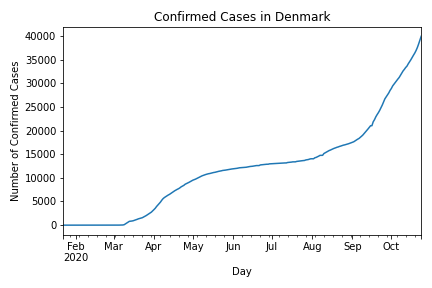 Confirmed Cases in Denmark
Number of Confirmed Cases
40000
35000
30000
25000
20000
15000
10000
5000
0
Feb Mar Apr May Jun Jul Aug Sep Oct
2020
Day